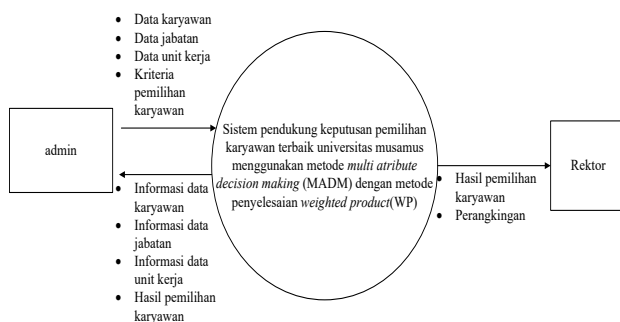 • Data karyawan
• Data jabatan
• Data unit kerja
• Kriteria
pemilihan
karyawan
admin
• Informasi data
karyawan
• Informasi data
jabatan
• Informasi data
unit kerja
• Hasil pemilihan
karyawan
Sistem pendukung keputusan pemilihan
karyawan terbaik universitas musamus
menggunakan metode multi atribute
decision making (MADM) dengan metode
penyelesaian weighted product(WP)
• Hasil pemilihan
karyawan
• Perangkingan
Rektor